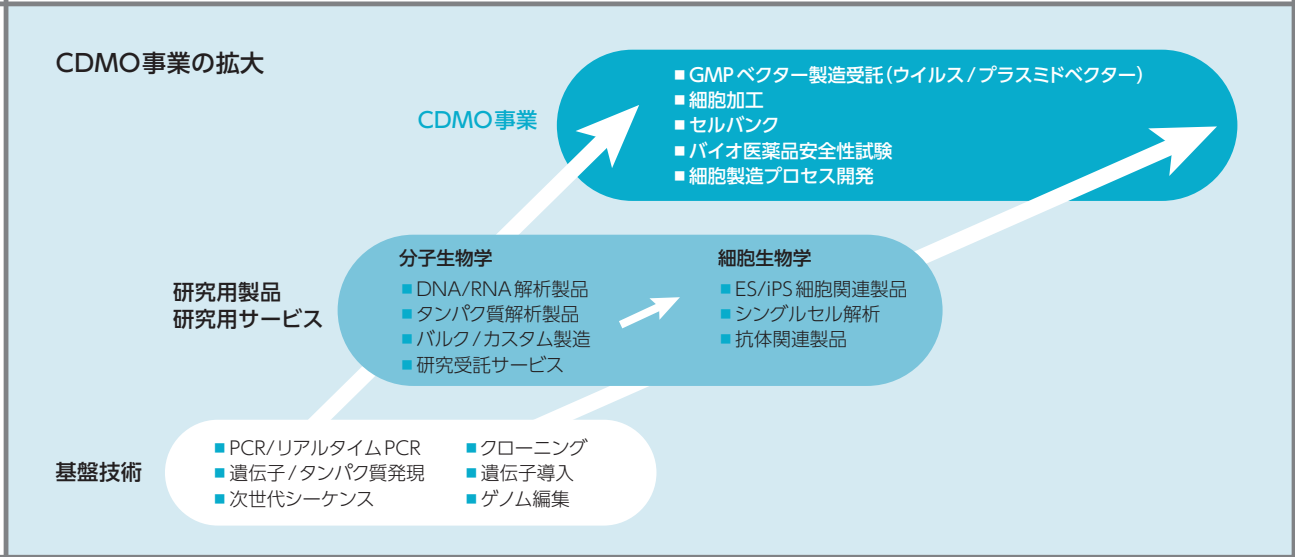 CDMO事業の拡大
CDMO事業
■ GMPベクター製造受託(ウイルス/プラスミドベクター)
■ 細胞加工
■ セルバンク
■ バイオ医薬品安全性試験
■ 細胞製造プロセス開発
研究用製品
研究用サービス
分子生物学
■ DNA/RNA解析製品
■ タンパク質解析製品
■ バルク/カスタム製造
■ 研究受託サービス
細胞生物学
■ ES/iPS細胞関連製品
■ シングルセル解析
■ 抗体関連製品
基盤技術
■ PCR/リアルタイムPCR
■ 遺伝子/タンパク質発現
■ 次世代シーケンス
■ クローニング
■ 遺伝子導入
■ ゲノム編集